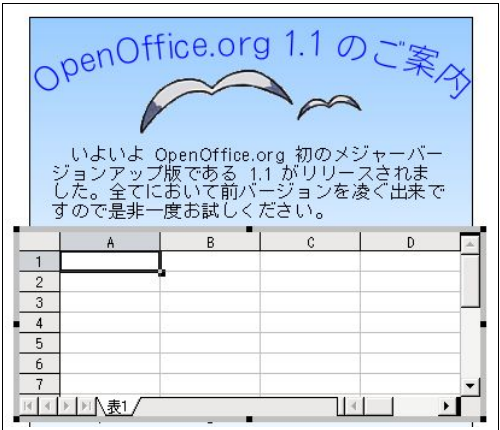 OpenOffice.org 1.1 のご案内
いよいよ OpenOffice.org 初のメジャーバー
ジョンアップ版である 1.1 がリリースされま
した。全てにおいて前バージョンを凌ぐ出来で
すので是非一度お試しください。
A B C D
1
2
3
4
5
6
7
表1